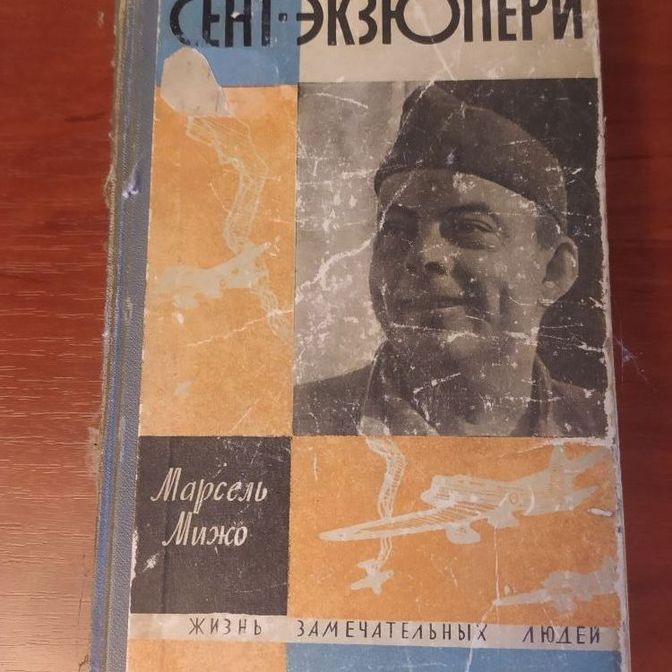 СЕНТ-ЭКЗЮПЕРИ
Марсель
Мижо
ЖИЗНЬ ЗАМЕЧАТЕЛЬНЫХ ЛЮДЕЙ